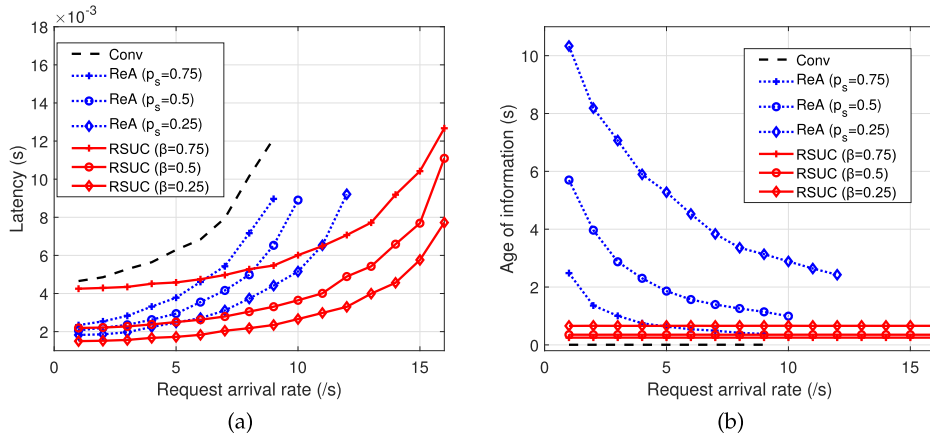 ×10⁻³
18
16
14
12
10
8
6
4
2
0 5 10 15
Latency (s)
Request arrival rate (/s)
Conv
ReA (pₛ=0.75)
ReA (pₛ=0.5)
ReA (pₛ=0.25)
RSUC (β=0.75)
RSUC (β=0.5)
RSUC (β=0.25)
(a)
10
8
6
4
2
0
0 5 10 15
Age of information (s)
Request arrival rate (/s)
Conv
ReA (pₛ=0.75)
ReA (pₛ=0.5)
ReA (pₛ=0.25)
RSUC (β=0.75)
RSUC (β=0.5)
RSUC (β=0.25)
(b)